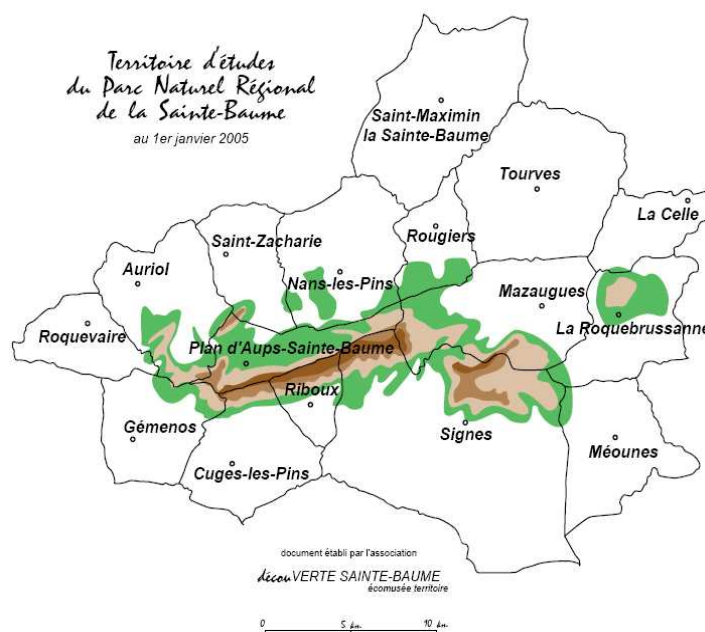 Territoire d'études
du Parc Naturel Régional
de la Sainte-Baume
au 1er janvier 2005
Saint-Maximin
la Sainte-Baume
Tourves
La Celle
Rougiers
Saint-Zacharie
Auriol
Nans-les-Pins
Mazaugues
La Roquebrussanne
Roquevaire
Plan d'Aups-Sainte-Baume
Riboux
Gémenos
Signes
Méounes
Cuges-les-Pins
document établi par l'association
découVERTE SAINTE-BAUME
écomusée territoire
0 5 km 10 km